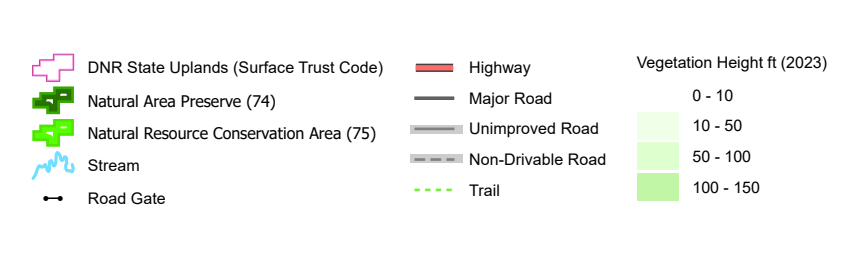 DNR State Uplands (Surface Trust Code)
Natural Area Preserve (74)
Natural Resource Conservation Area (75)
Stream
Road Gate
Highway
Major Road
Unimproved Road
Non-Drivable Road
Trail
Vegetation Height ft (2023)
0 - 10
10 - 50
50 - 100
100 - 150